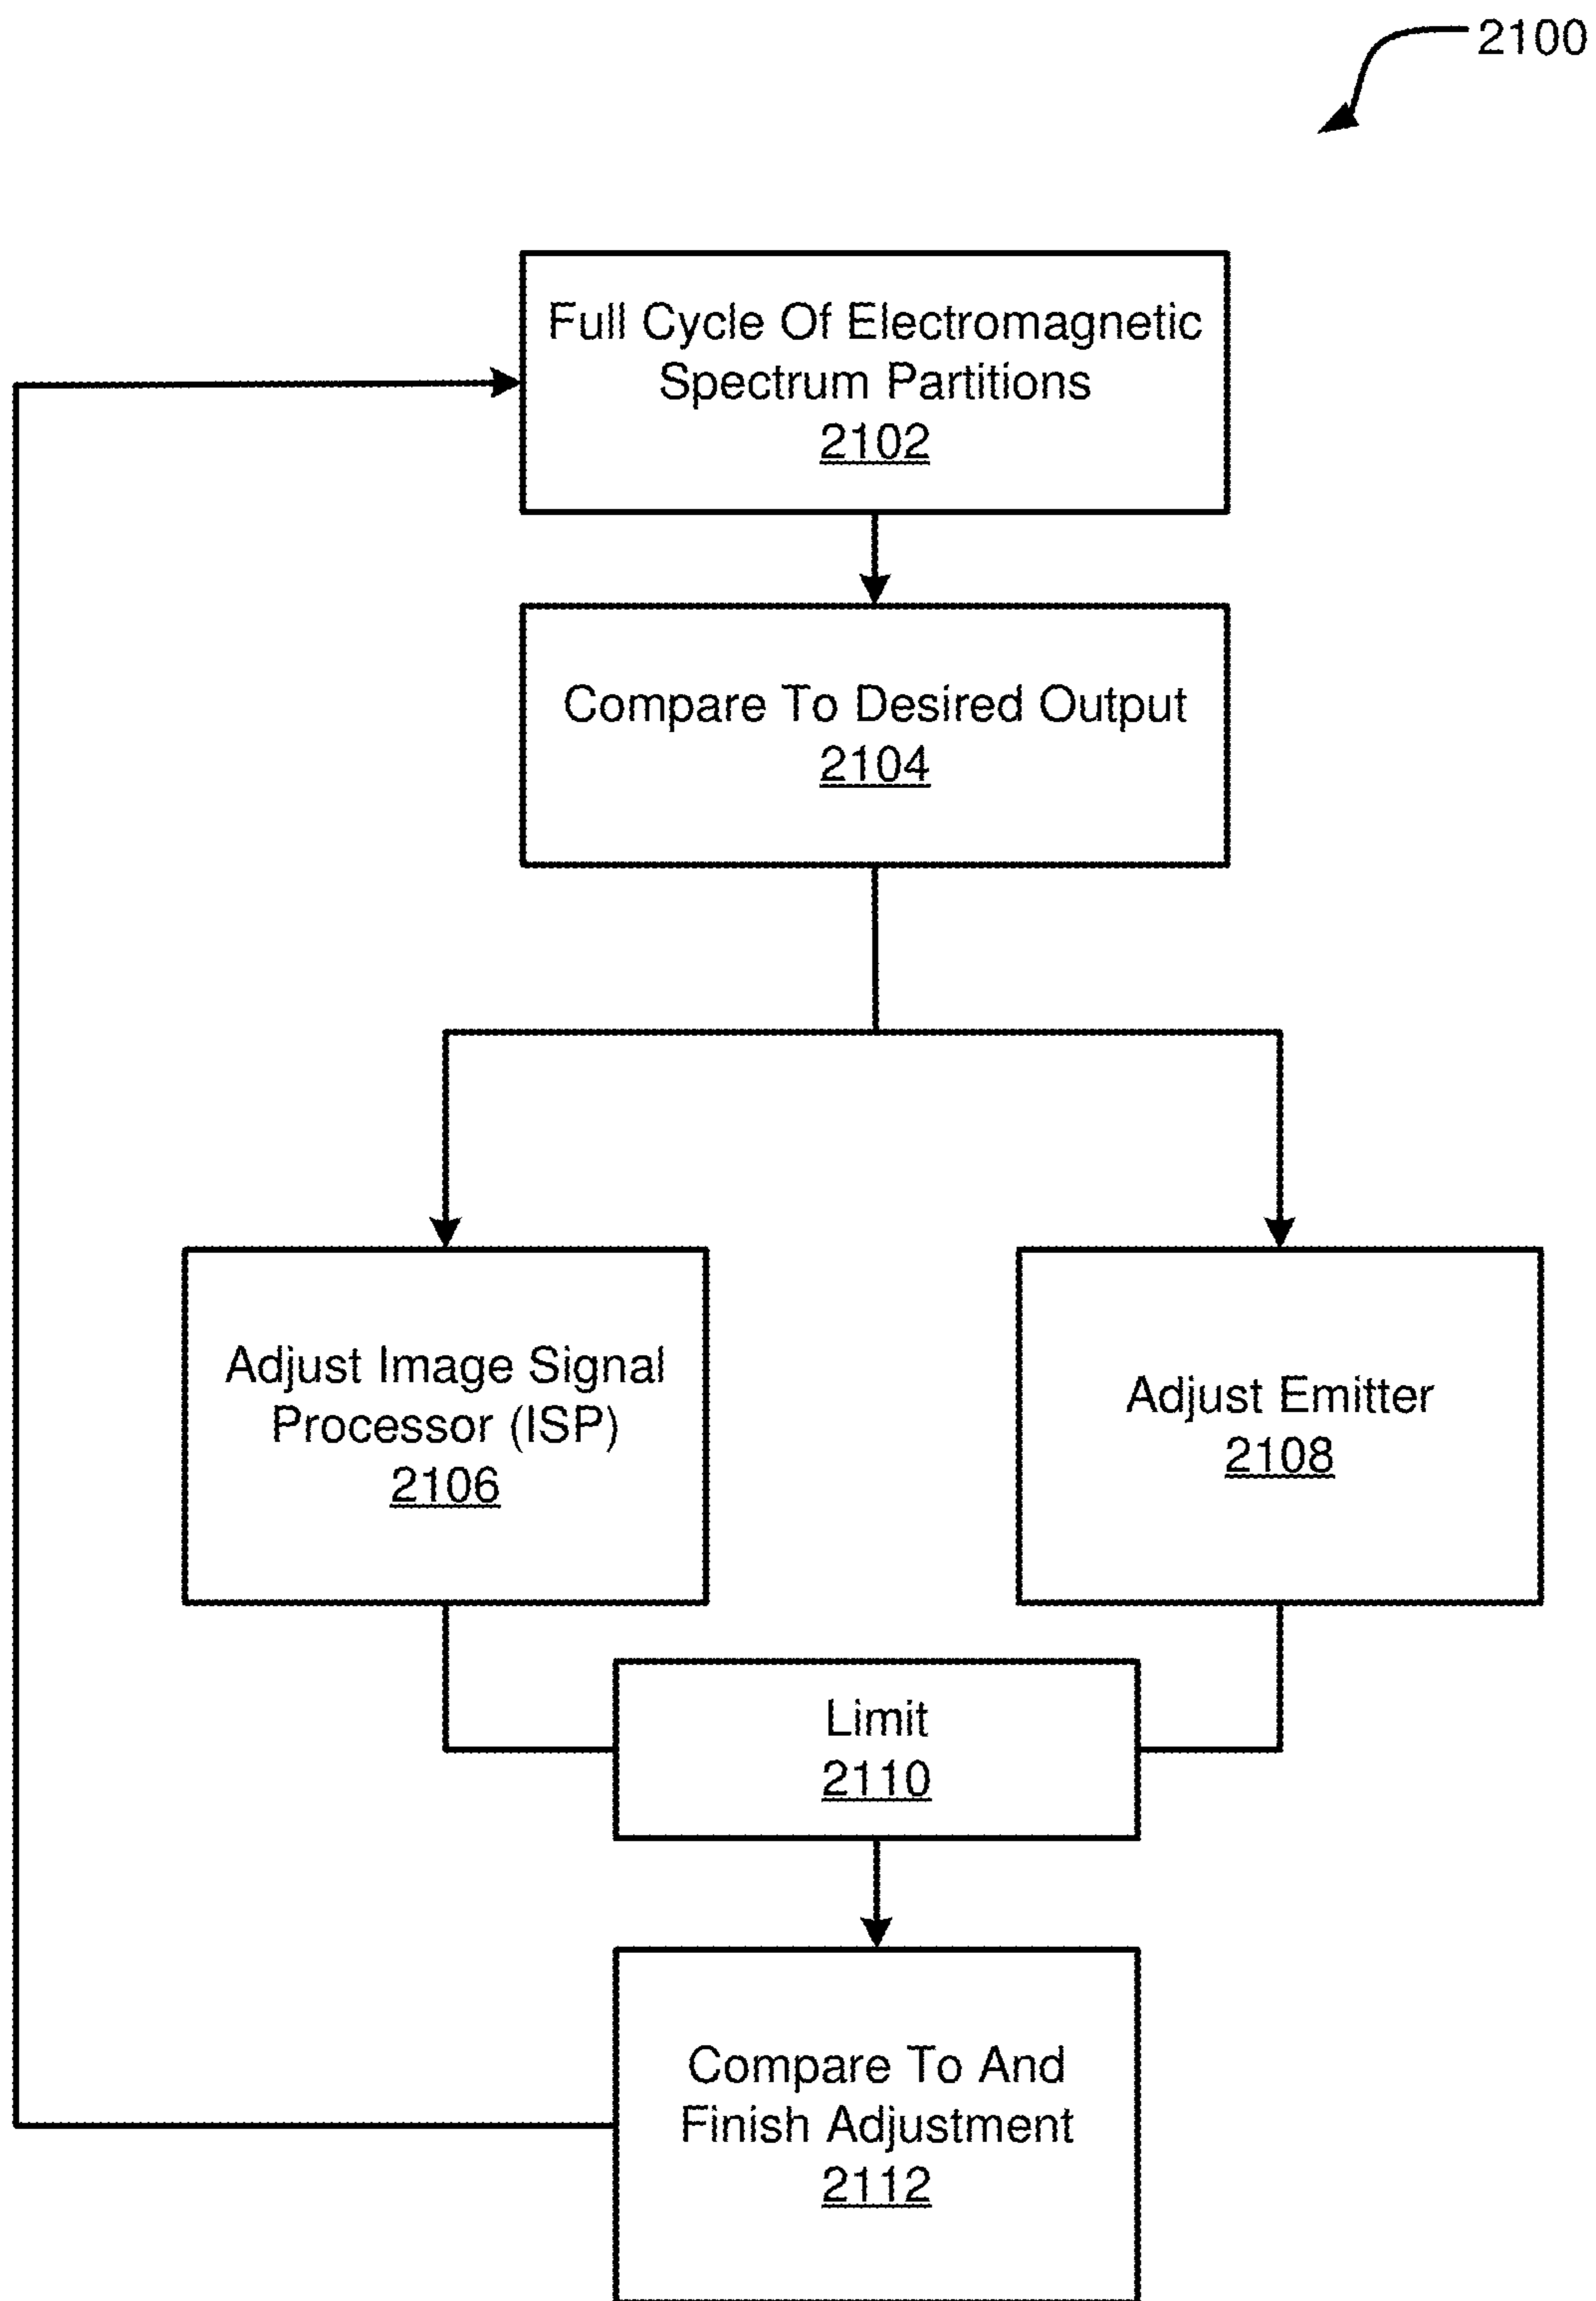 2100
Full Cycle Of Electromagnetic
Spectrum Partitions
2102
Compare To Desired Output
2104
Adjust Image Signal
Processor (ISP)
2106
Adjust Emitter
2108
Limit
2110
Compare To And
Finish Adjustment
2112